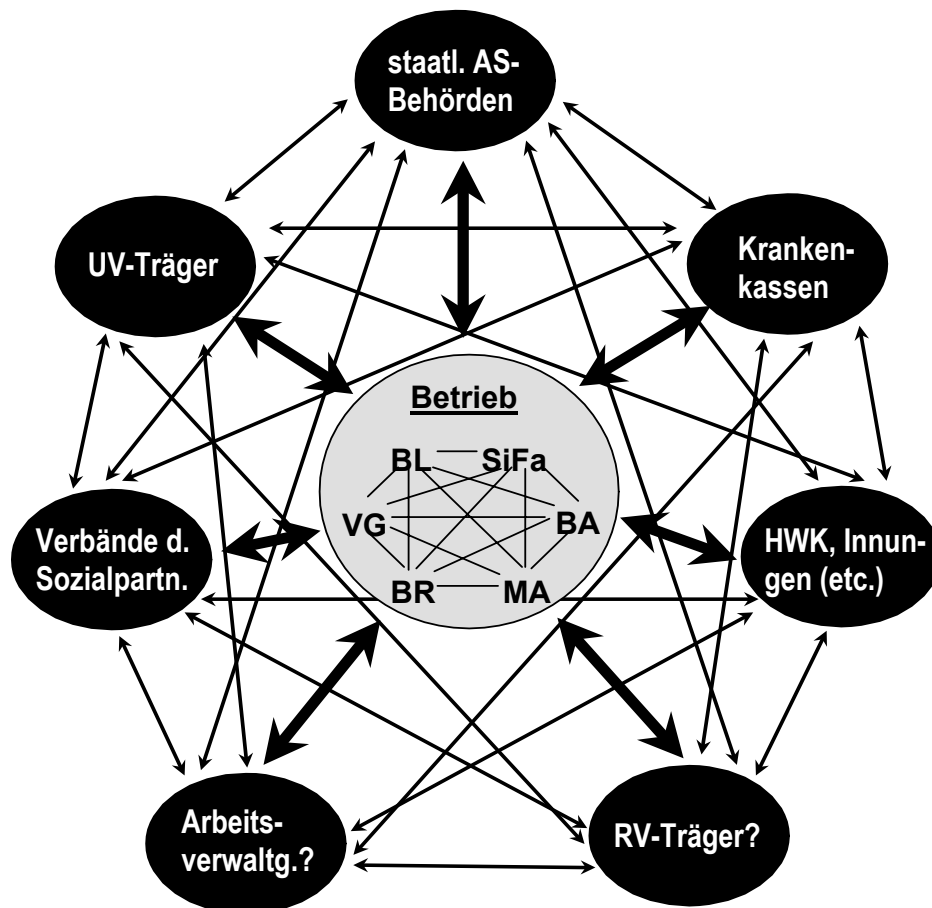 staatl. AS-
Behörden
UV-Träger
Kranken-
kassen
Betrieb
BL SiFa
VG BA
BR MA
Verbände d.
Sozialpartn.
HWK, Innun-
gen (etc.)
Arbeits-
verwaltg.?
RV-Träger?